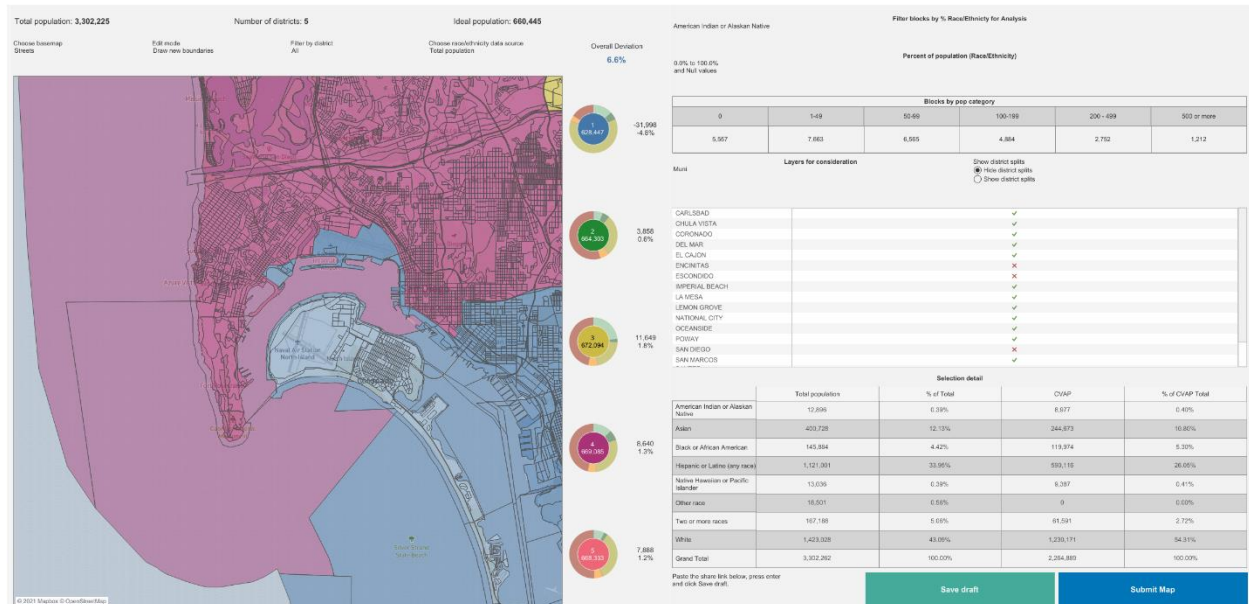 Total population: 3,302,225
Number of districts: 5
Ideal population: 660,445
Choose basemap
Streets
Edit mode
Draw new boundaries
Filter by district
All
Choose race/ethnicity data source
Total population
Overall Deviation
6.6%
1
628,447
-31,998
-4.8%
2
664,303
3,858
0.6%
3
672,094
11,649
1.8%
4
669,085
8,640
1.3%
5
668,333
7,888
1.2%
© 2021 Mapbox © OpenStreetMap
Filter blocks by % Race/Ethnicity for Analysis
American Indian or Alaskan Native
Percent of population (Race/Ethnicity)
0.0% to 100.0%
and Null values
Blocks by pop category
0 1-49 50-99 100-199 200 - 499 500 or more
5,567 7,663 6,565 4,884 2,752 1,212
Layers for consideration
Muni
Show district splits
Hide district splits
Show district splits
CARLSBAD
CHULA VISTA
CORONADO
DEL MAR
EL CAJON
ENCINITAS
ESCONDIDO
IMPERIAL BEACH
LA MESA
LEMON GROVE
NATIONAL CITY
OCEANSIDE
POWAY
SAN DIEGO
SAN MARCOS
Selection detail
Total population % of Total CVAP % of CVAP Total
American Indian or Alaskan
Native
12,896 0.39% 8,977 0.40%
Asian 400,728 12.13% 244,673 10.80%
Black or African American 145,864 4.42% 119,974 5.30%
Hispanic or Latino (any race) 1,121,001 33.95% 26.05%
Native Hawaiian or Pacific
Islander
13,036 0.39% 9,387 0.41%
Other race 0 0.00%
Two or more races 167,168 5.06% 61,591 2.72%
White 1,423,028 43.09% 1,230,171 54.31%
Grand Total 3,302,262 100.00% 100.00%
Paste the share link below, press enter
and click Save draft.
Save draft
Submit Map